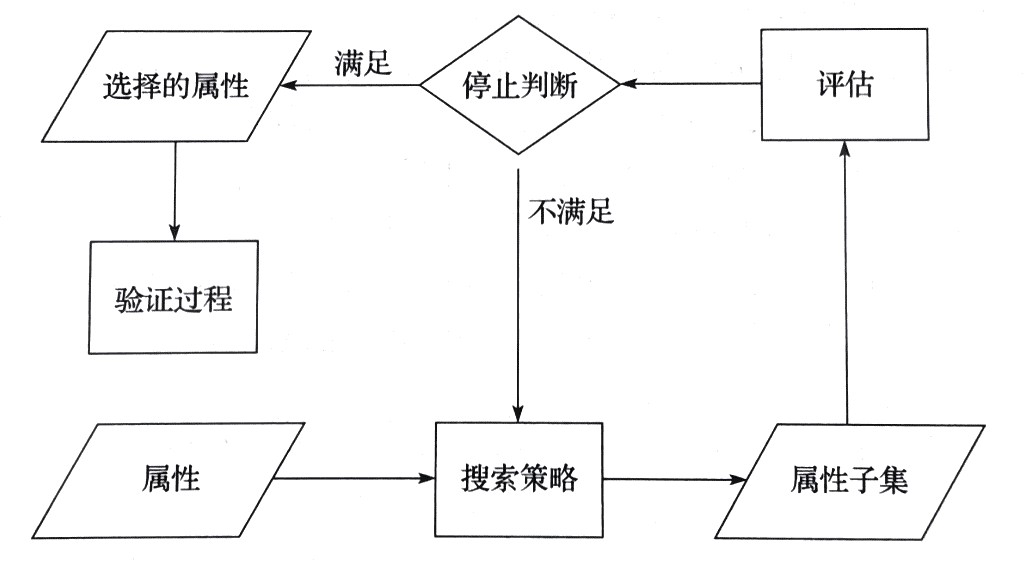 选择的属性
满足
停止判断
评估
不满足
验证过程
属性
搜索策略
属性子集